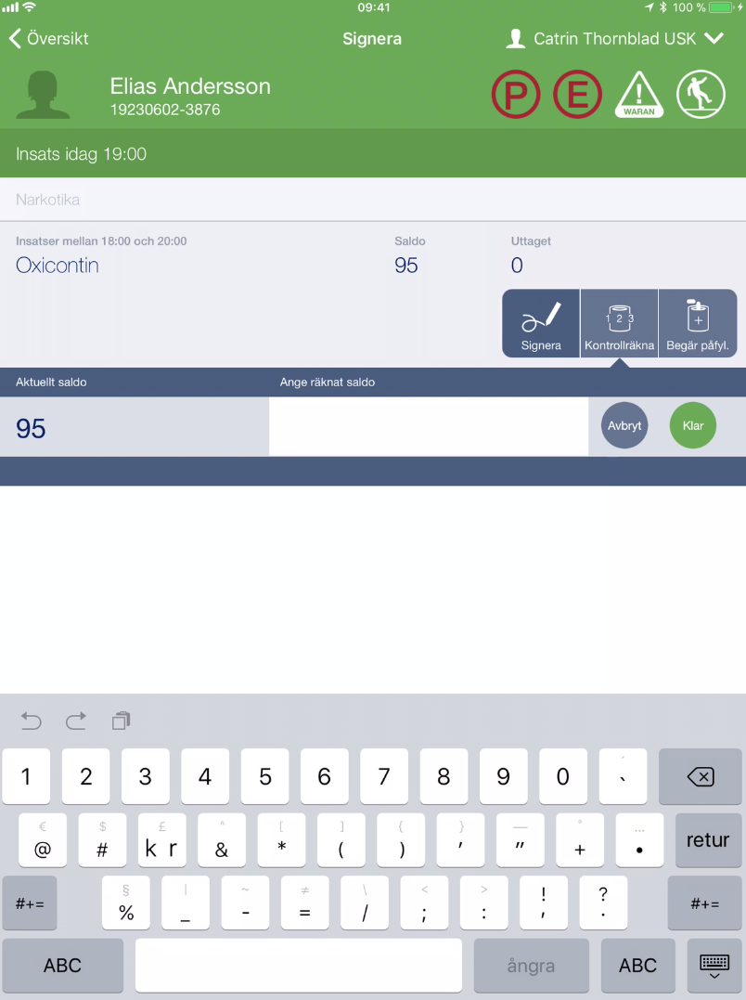 09:41
100 %
Översikt
Signera
Catrin Thornblad USK
Elias Andersson
19230602-3876
P
E
!
WARAN
Insats idag 19:00
Narkotika
Insatser mellan 18:00 och 20:00
Saldo
Uttaget
Oxicontin
95
0
1 2 3
+
Signera
Kontrollräkna
Begär påfyl.
Aktuellt saldo
Ange räknat saldo
95
Avbryt
Klar
1 2 3 4 5 6 7 8 9 0 ´ `
€ $ £ ^ [ ] { } — ° …
@ # k r & * ( ) ’ ” + •
retur
#+=
§ | ~ ≠ \ < > ! ?
% _ - = / ; : , .
#+=
ABC
ångra
ABC